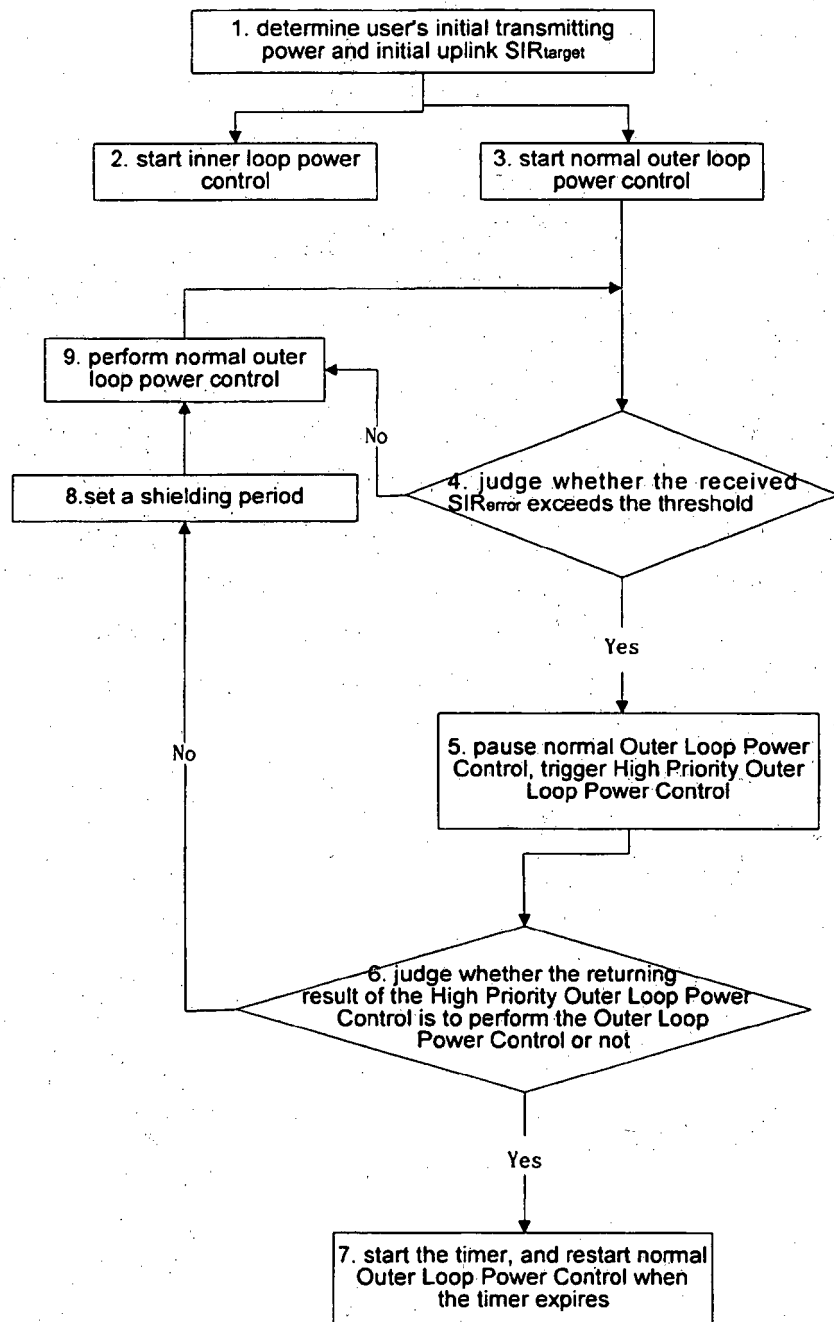 1. determine user's initial transmitting
power and initial uplink SIRtarget
2. start inner loop power
control
3. start normal outer loop
power control
9. perform normal outer
loop power control
No
4. judge whether the received
SIRerror exceeds the threshold
8.set a shielding period
Yes
5. pause normal Outer Loop Power
Control, trigger High Priority Outer
Loop Power Control
No
6. judge whether the returning
result of the High Priority Outer Loop Power
Control is to perform the Outer Loop
Power Control or not
Yes
7. start the timer, and restart normal
Outer Loop Power Control when
the timer expires